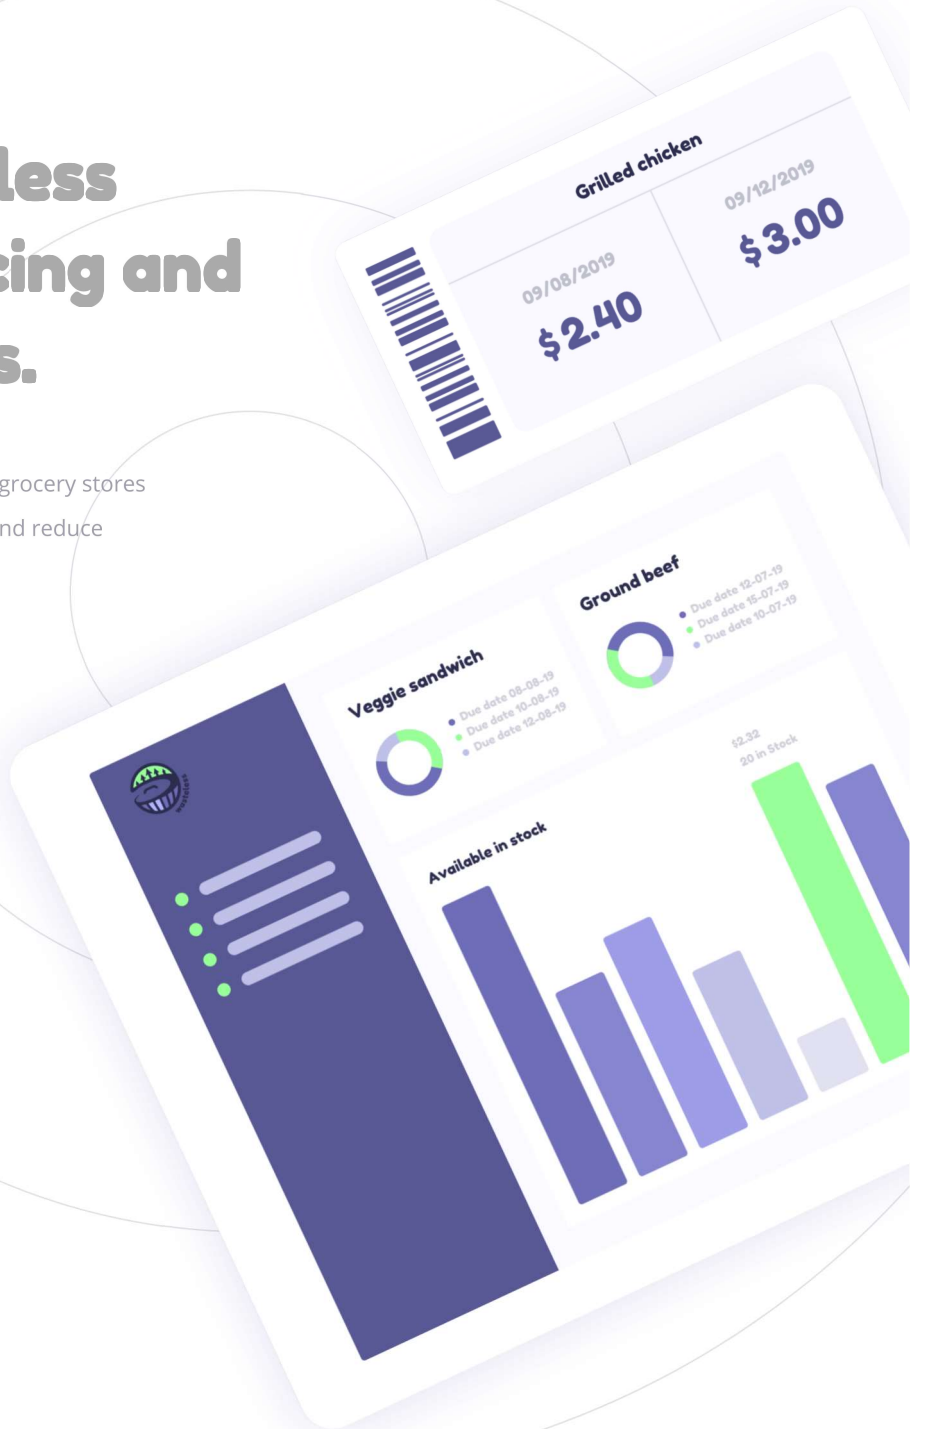 less
cing and
s.
grocery stores
nd reduce
Grilled chicken
09/08/2019
$2.40
09/12/2019
$3.00
Ground beef
Due date 12-07-19
Due date 15-07-19
Due date 10-07-19
Veggie sandwich
Due date 08-08-19
Due date 10-08-19
Due date 12-08-19
wasteless
$2.32
20 in Stock
Available in stock